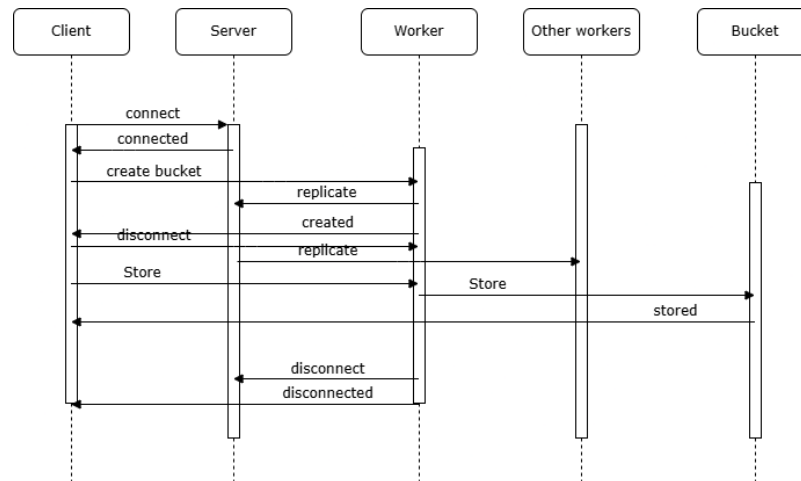 Client
Server
Worker
Other workers
Bucket
connect
connected
create bucket
replicate
created
disconnect
replicate
Store
Store
stored
disconnect
disconnected